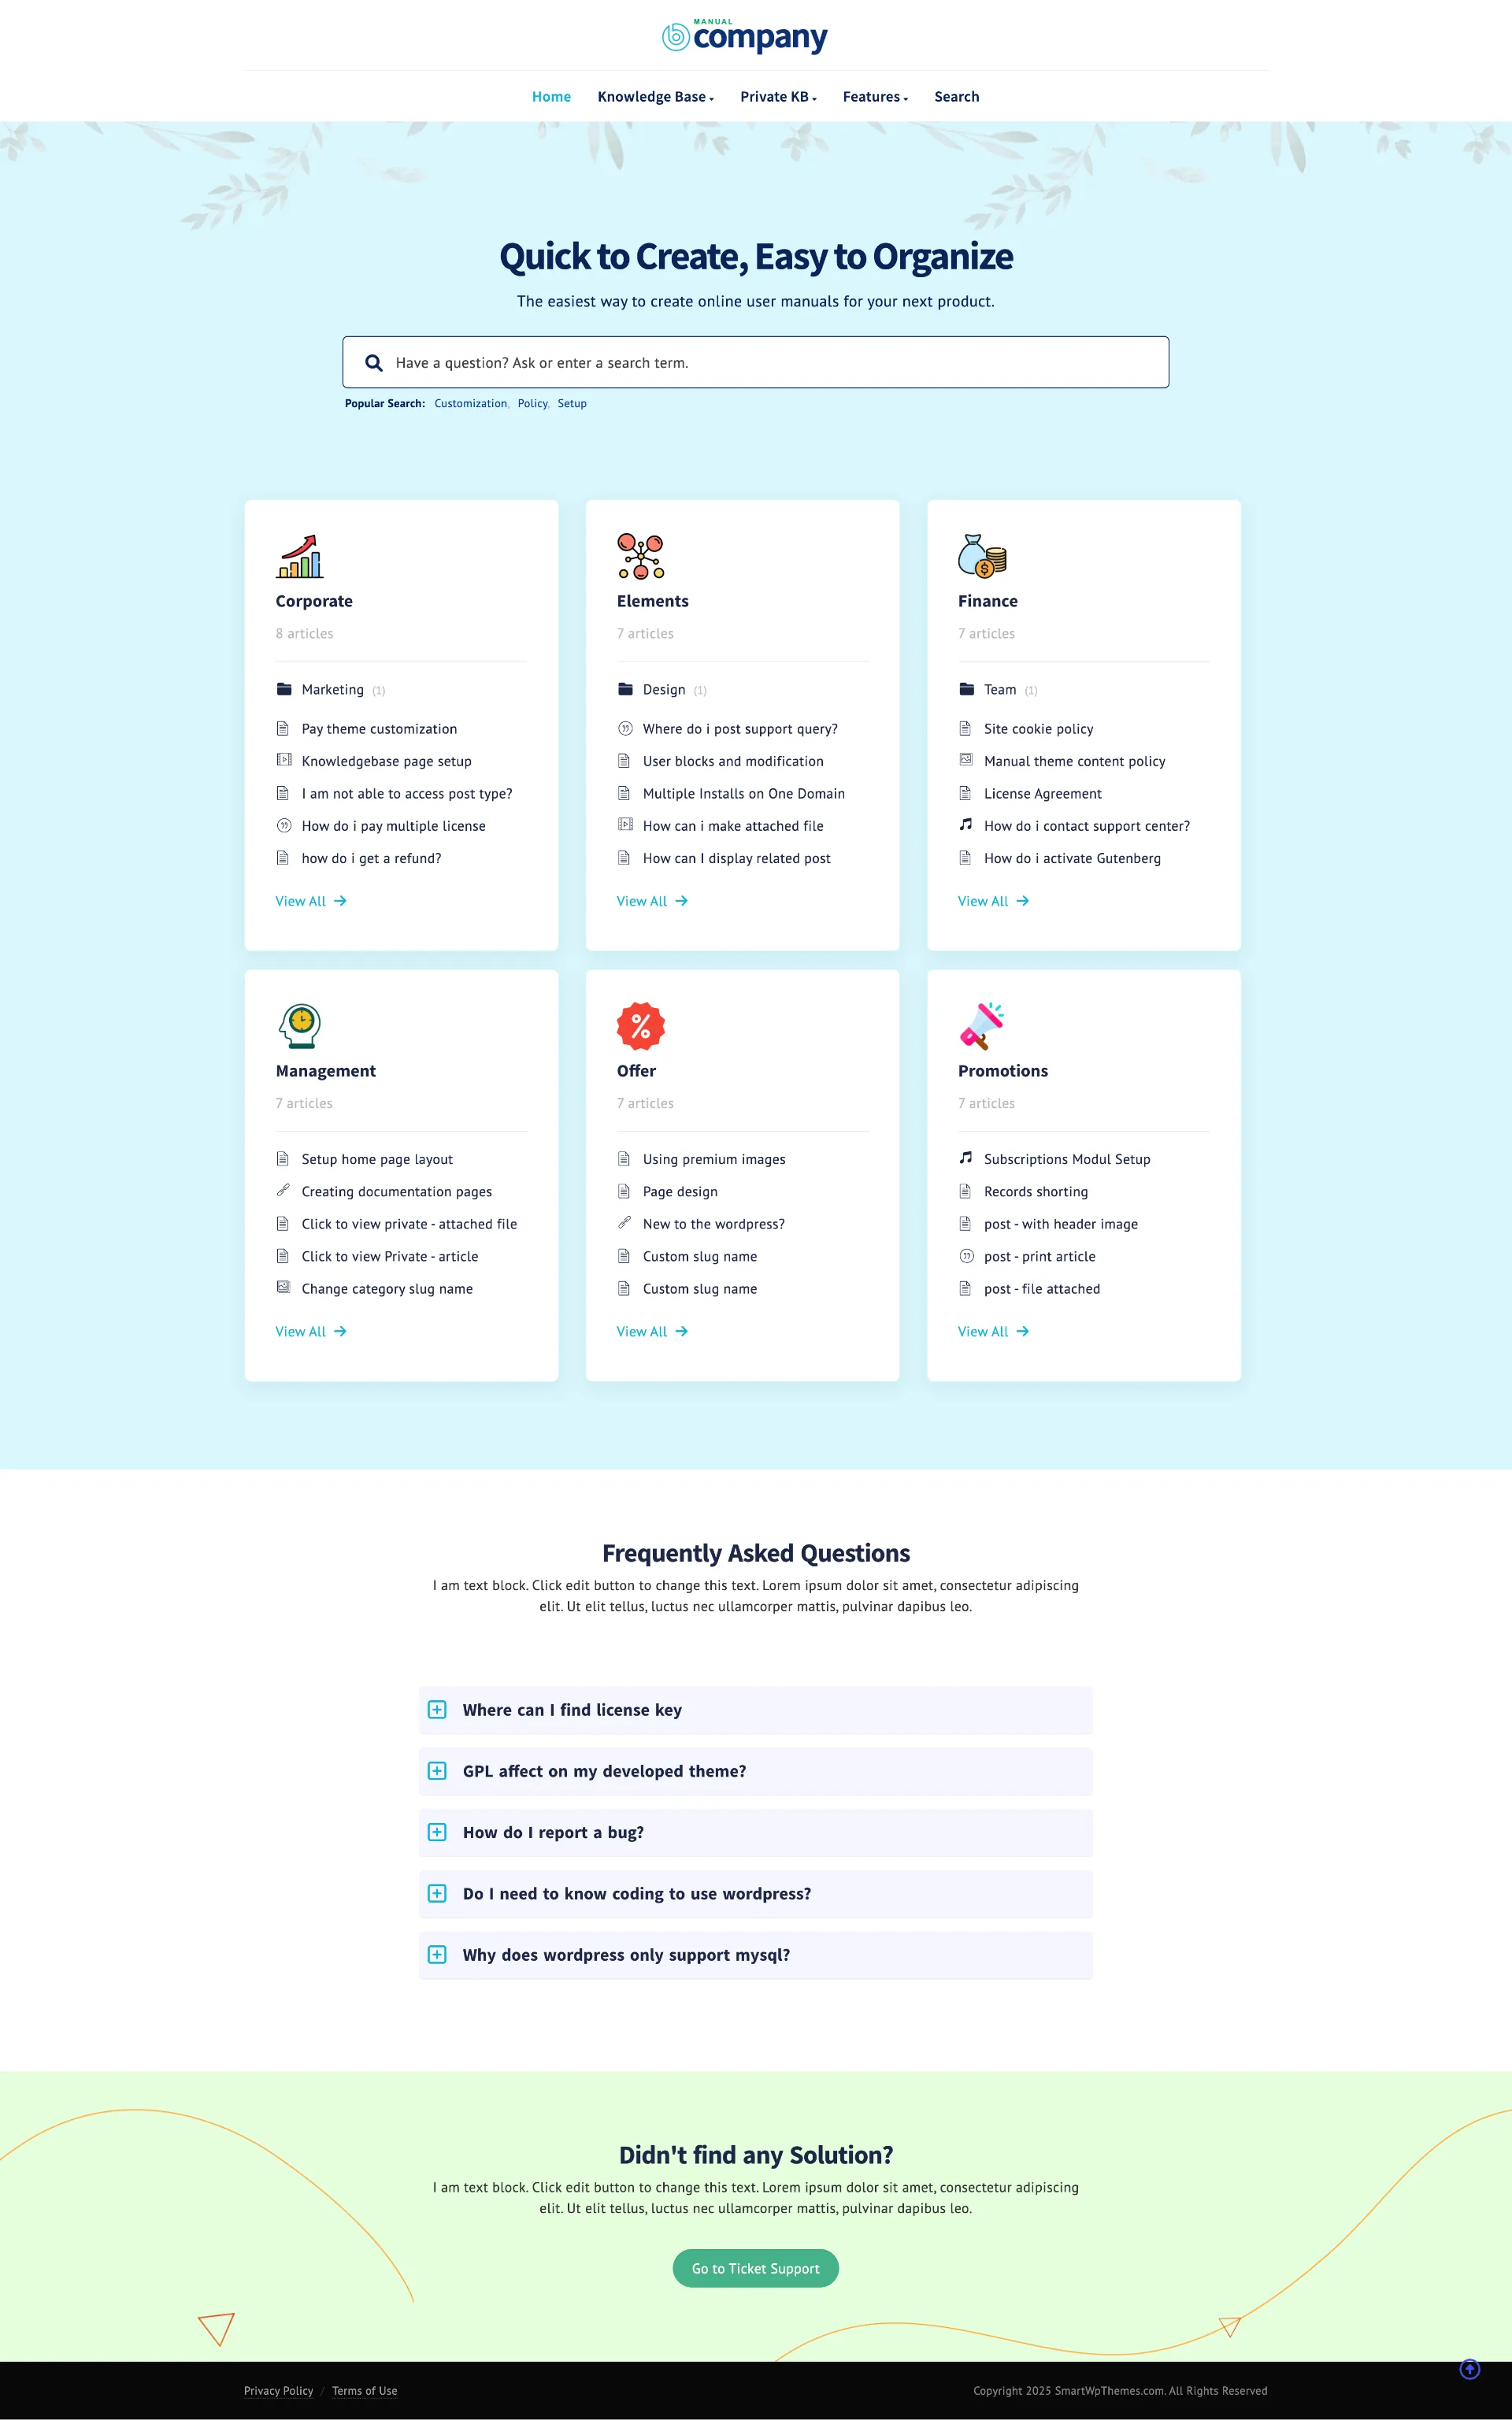 MANUAL
company
Home Knowledge Base Private KB Features Search
Quick to Create, Easy to Organize
The easiest way to create online user manuals for your next product.
Have a question? Ask or enter a search term.
Popular Search: Customization, Policy, Setup
Corporate
8 articles
Marketing (1)
Pay theme customization
Knowledgebase page setup
I am not able to access post type?
How do i pay multiple license
how do i get a refund?
View All
Elements
7 articles
Design (1)
Where do i post support query?
User blocks and modification
Multiple Installs on One Domain
How can i make attached file
How can I display related post
View All
Finance
7 articles
Team (1)
Site cookie policy
Manual theme content policy
License Agreement
How do i contact support center?
How do i activate Gutenberg
View All
Management
7 articles
Setup home page layout
Creating documentation pages
Click to view private - attached file
Click to view Private - article
Change category slug name
View All
Offer
7 articles
Using premium images
Page design
New to the wordpress?
Custom slug name
Custom slug name
View All
Promotions
7 articles
Subscriptions Modul Setup
Records shorting
post - with header image
post - print article
post - file attached
View All
Frequently Asked Questions
I am text block. Click edit button to change this text. Lorem ipsum dolor sit amet, consectetur adipiscing
elit. Ut elit tellus, luctus nec ullamcorper mattis, pulvinar dapibus leo.
Where can I find license key
GPL affect on my developed theme?
How do I report a bug?
Do I need to know coding to use wordpress?
Why does wordpress only support mysql?
Didn't find any Solution?
I am text block. Click edit button to change this text. Lorem ipsum dolor sit amet, consectetur adipiscing
elit. Ut elit tellus, luctus nec ullamcorper mattis, pulvinar dapibus leo.
Go to Ticket Support
Privacy Policy / Terms of Use
Copyright 2025 SmartWpThemes.com. All Rights Reserved